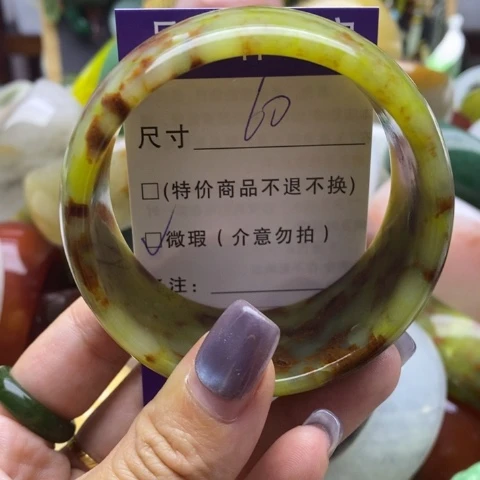 尺寸 60
□(特价商品不退不换)
☑微瑕(介意勿拍)
注: